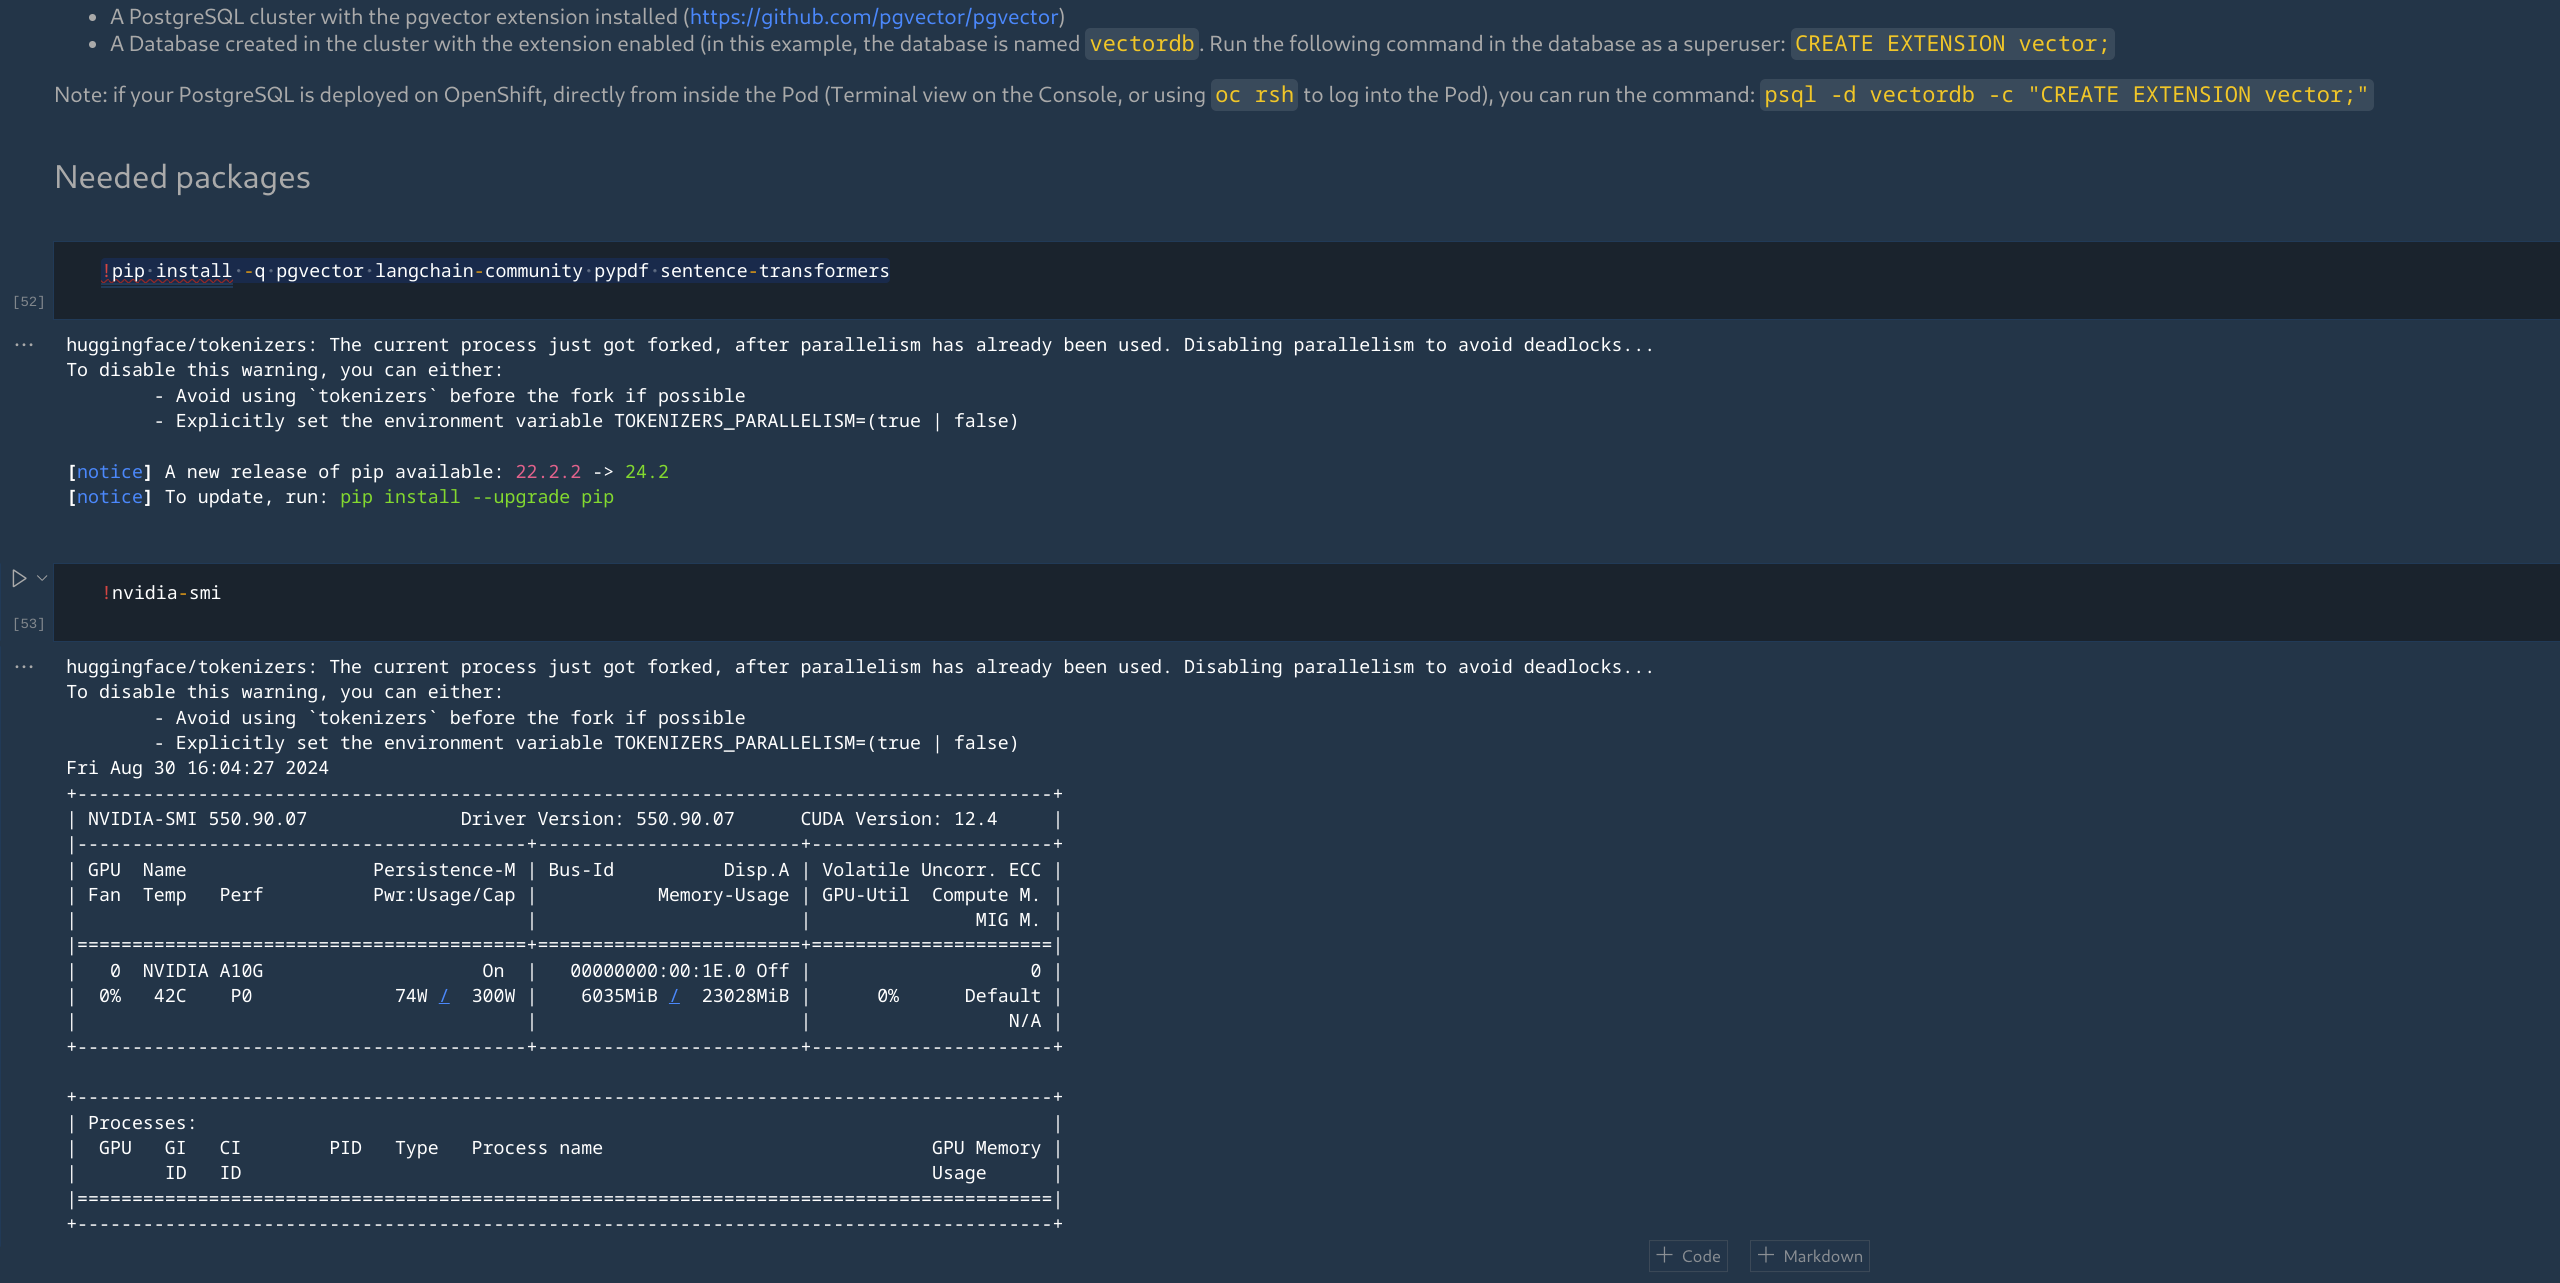 • A PostgreSQL cluster with the pgvector extension installed (https://github.com/pgvector/pgvector)
• A Database created in the cluster with the extension enabled (in this example, the database is named vectordb. Run the following command in the database as a superuser: CREATE EXTENSION vector;
Note: if your PostgreSQL is deployed on OpenShift, directly from inside the Pod (Terminal view on the Console, or using oc rsh to log into the Pod), you can run the command: psql -d vectordb -c "CREATE EXTENSION vector;"
Needed packages
!pip install -q pgvector langchain-community pypdf sentence-transformers
[52]
... huggingface/tokenizers: The current process just got forked, after parallelism has already been used. Disabling parallelism to avoid deadlocks...
To disable this warning, you can either:
        - Avoid using `tokenizers` before the fork if possible
        - Explicitly set the environment variable TOKENIZERS_PARALLELISM=(true | false)
[notice] A new release of pip available: 22.2.2 -> 24.2
[notice] To update, run: pip install --upgrade pip
!nvidia-smi
[53]
... huggingface/tokenizers: The current process just got forked, after parallelism has already been used. Disabling parallelism to avoid deadlocks...
To disable this warning, you can either:
        - Avoid using `tokenizers` before the fork if possible
        - Explicitly set the environment variable TOKENIZERS_PARALLELISM=(true | false)
Fri Aug 30 16:04:27 2024
+-----------------------------------------------------------------------------------------+
| NVIDIA-SMI 550.90.07              Driver Version: 550.90.07      CUDA Version: 12.4     |
|-----------------------------------------+------------------------+----------------------+
| GPU  Name                 Persistence-M | Bus-Id          Disp.A | Volatile Uncorr. ECC |
| Fan  Temp   Perf          Pwr:Usage/Cap |           Memory-Usage | GPU-Util  Compute M. |
|                                         |                        |               MIG M. |
|=========================================+========================+======================|
|   0  NVIDIA A10G                    On  |   00000000:00:1E.0 Off |                    0 |
|  0%   42C    P0             74W /  300W |    6035MiB /  23028MiB |      0%      Default |
|                                         |                        |                  N/A |
+-----------------------------------------+------------------------+----------------------+
+-----------------------------------------------------------------------------------------+
| Processes:                                                                              |
|  GPU   GI   CI        PID   Type   Process name                              GPU Memory |
|        ID   ID                                                               Usage      |
|=========================================================================================|
+-----------------------------------------------------------------------------------------+
+ Code + Markdown